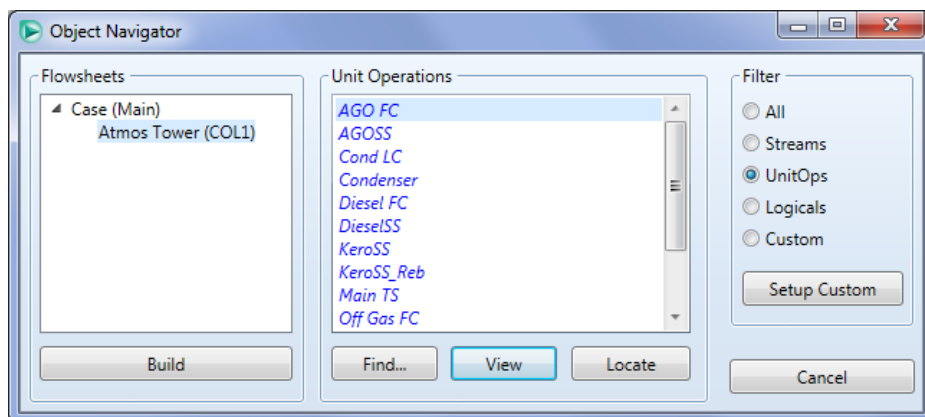 Object Navigator
Flowsheets
Case (Main)
Atmos Tower (COL1)
Build
Unit Operations
AGO FC
AGOSS
Cond LC
Condenser
Diesel FC
DieselSS
KeroSS
KeroSS_Reb
Main TS
Off Gas FC
Find...
View
Locate
Filter
All
Streams
UnitOps
Logicals
Custom
Setup Custom
Cancel